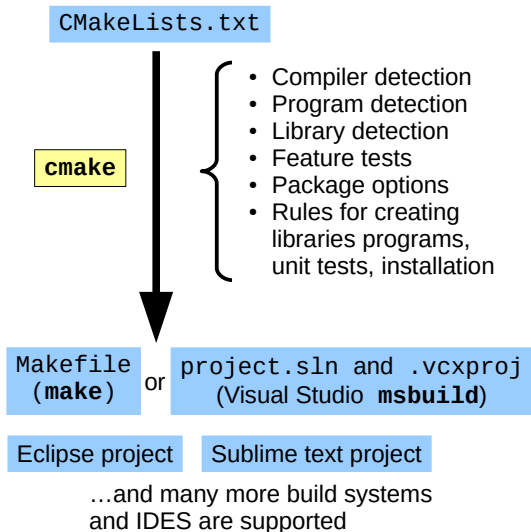 CMakeLists.txt
cmake
• Compiler detection
• Program detection
• Library detection
• Feature tests
• Package options
• Rules for creating
libraries programs,
unit tests, installation
Makefile
(make)
or
project.sln and .vcxproj
(Visual Studio msbuild)
Eclipse project
Sublime text project
…and many more build systems
and IDES are supported